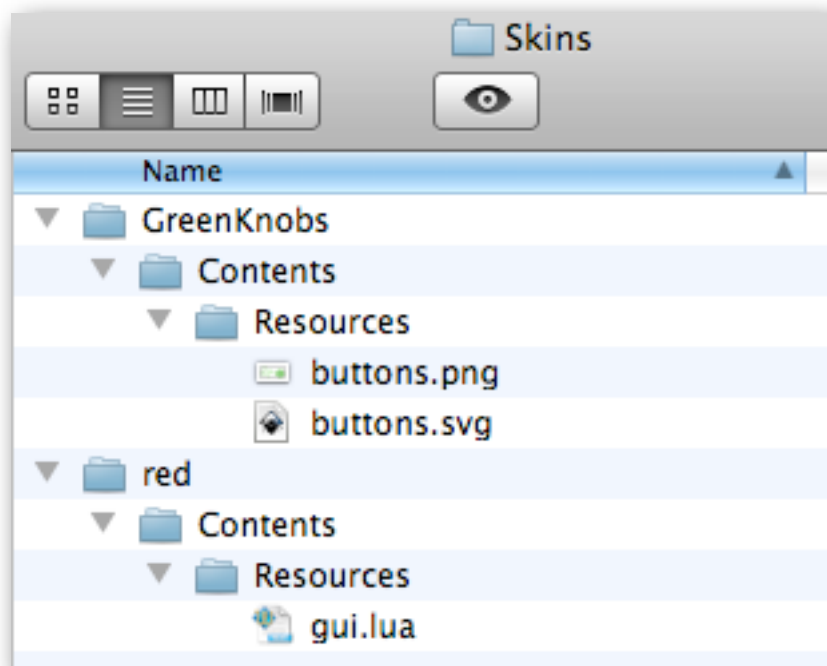 Skins
Name
GreenKnobs
Contents
Resources
buttons.png
buttons.svg
red
Contents
Resources
gui.lua